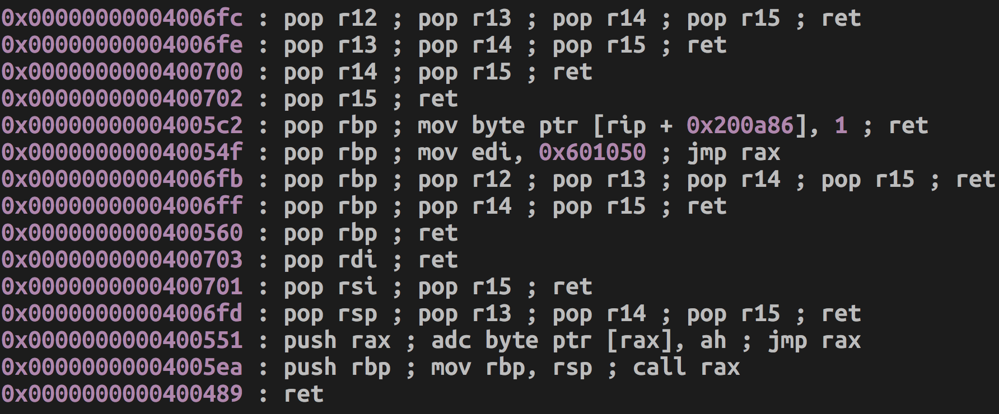 0x00000000004006fc : pop r12 ; pop r13 ; pop r14 ; pop r15 ; ret
0x00000000004006fe : pop r13 ; pop r14 ; pop r15 ; ret
0x0000000000400700 : pop r14 ; pop r15 ; ret
0x0000000000400702 : pop r15 ; ret
0x00000000004005c2 : pop rbp ; mov byte ptr [rip + 0x200a86], 1 ; ret
0x000000000040054f : pop rbp ; mov edi, 0x601050 ; jmp rax
0x00000000004006fb : pop rbp ; pop r12 ; pop r13 ; pop r14 ; pop r15 ; ret
0x00000000004006ff : pop rbp ; pop r14 ; pop r15 ; ret
0x0000000000400560 : pop rbp ; ret
0x0000000000400703 : pop rdi ; ret
0x0000000000400701 : pop rsi ; pop r15 ; ret
0x00000000004006fd : pop rsp ; pop r13 ; pop r14 ; pop r15 ; ret
0x0000000000400551 : push rax ; adc byte ptr [rax], ah ; jmp rax
0x00000000004005ea : push rbp ; mov rbp, rsp ; call rax
0x0000000000400489 : ret